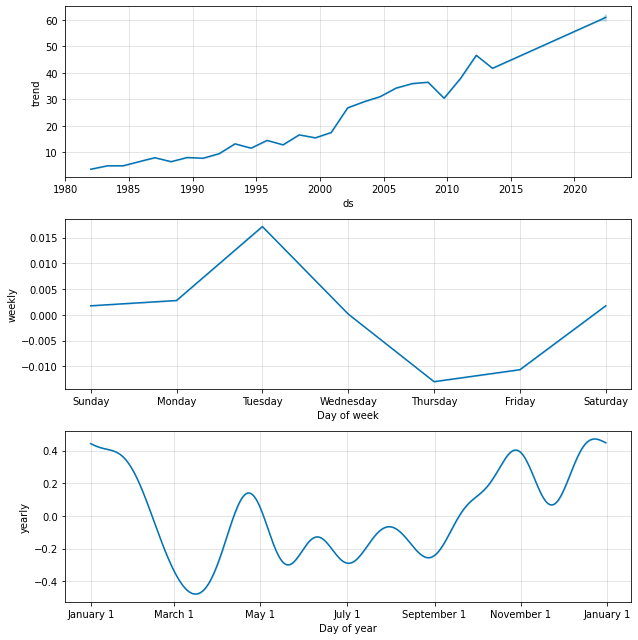 60
50
40
30
20
10
trend
1980 1985 1990 1995 2000 2005 2010 2015 2020
ds
0.015
0.010
0.005
0.000
−0.005
−0.010
weekly
Sunday Monday Tuesday Wednesday Thursday Friday Saturday
Day of week
0.4
0.2
0.0
−0.2
−0.4
yearly
January 1 March 1 May 1 July 1 September 1 November 1 January 1
Day of year